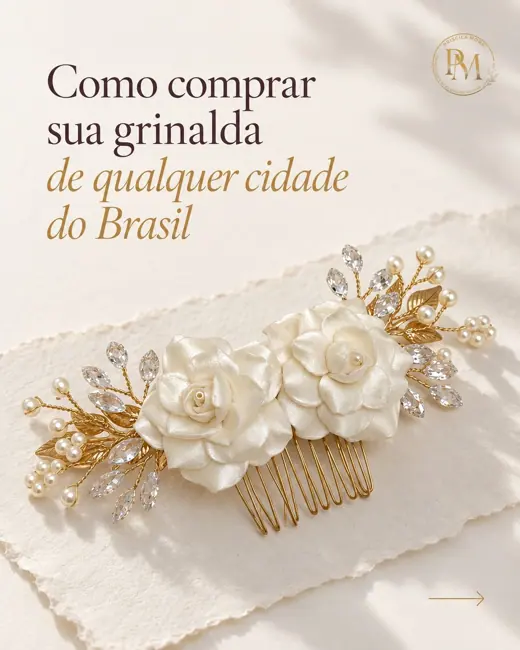 Como comprar
sua grinalda
de qualquer cidade
do Brasil
PM